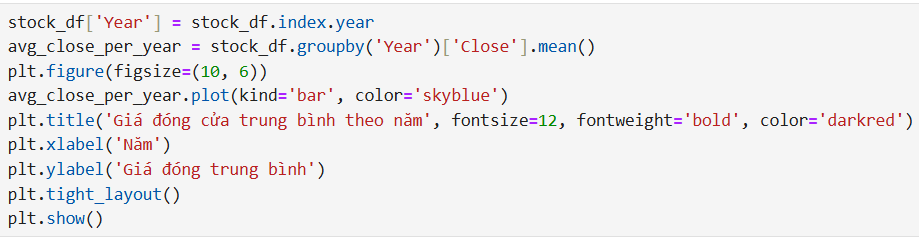 stock_df['Year'] = stock_df.index.year
avg_close_per_year = stock_df.groupby('Year')['Close'].mean()
plt.figure(figsize=(10, 6))
avg_close_per_year.plot(kind='bar', color='skyblue')
plt.title('Giá đóng cửa trung bình theo năm', fontsize=12, fontweight='bold', color='darkred')
plt.xlabel('Năm')
plt.ylabel('Giá đóng trung bình')
plt.tight_layout()
plt.show()